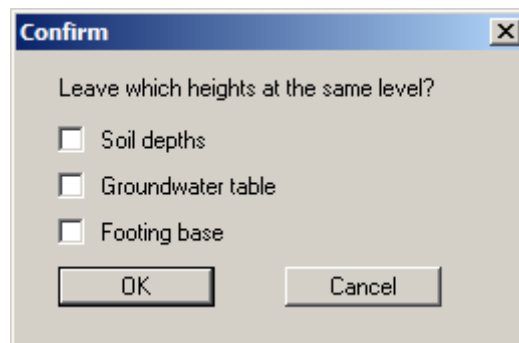 Confirm
Leave which heights at the same level?
Soil depths
Groundwater table
Footing base
OK Cancel